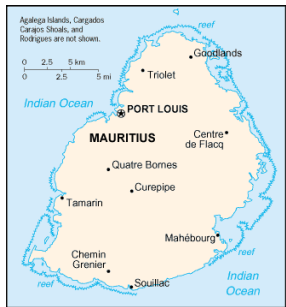 Agalega Islands, Cargados
Carajos Shoals, and
Rodrigues are not shown.
reef
0 2.5 5 km
0 2.5 5 mi
Goodlands
Triolet
Indian Ocean
PORT LOUIS
MAURITIUS
Centre
de Flacq
Quatre Bornes
Curepipe
Tamarin
Mahébourg
reef
Chemin
Grenier
Indian
Ocean
reef
Souillac